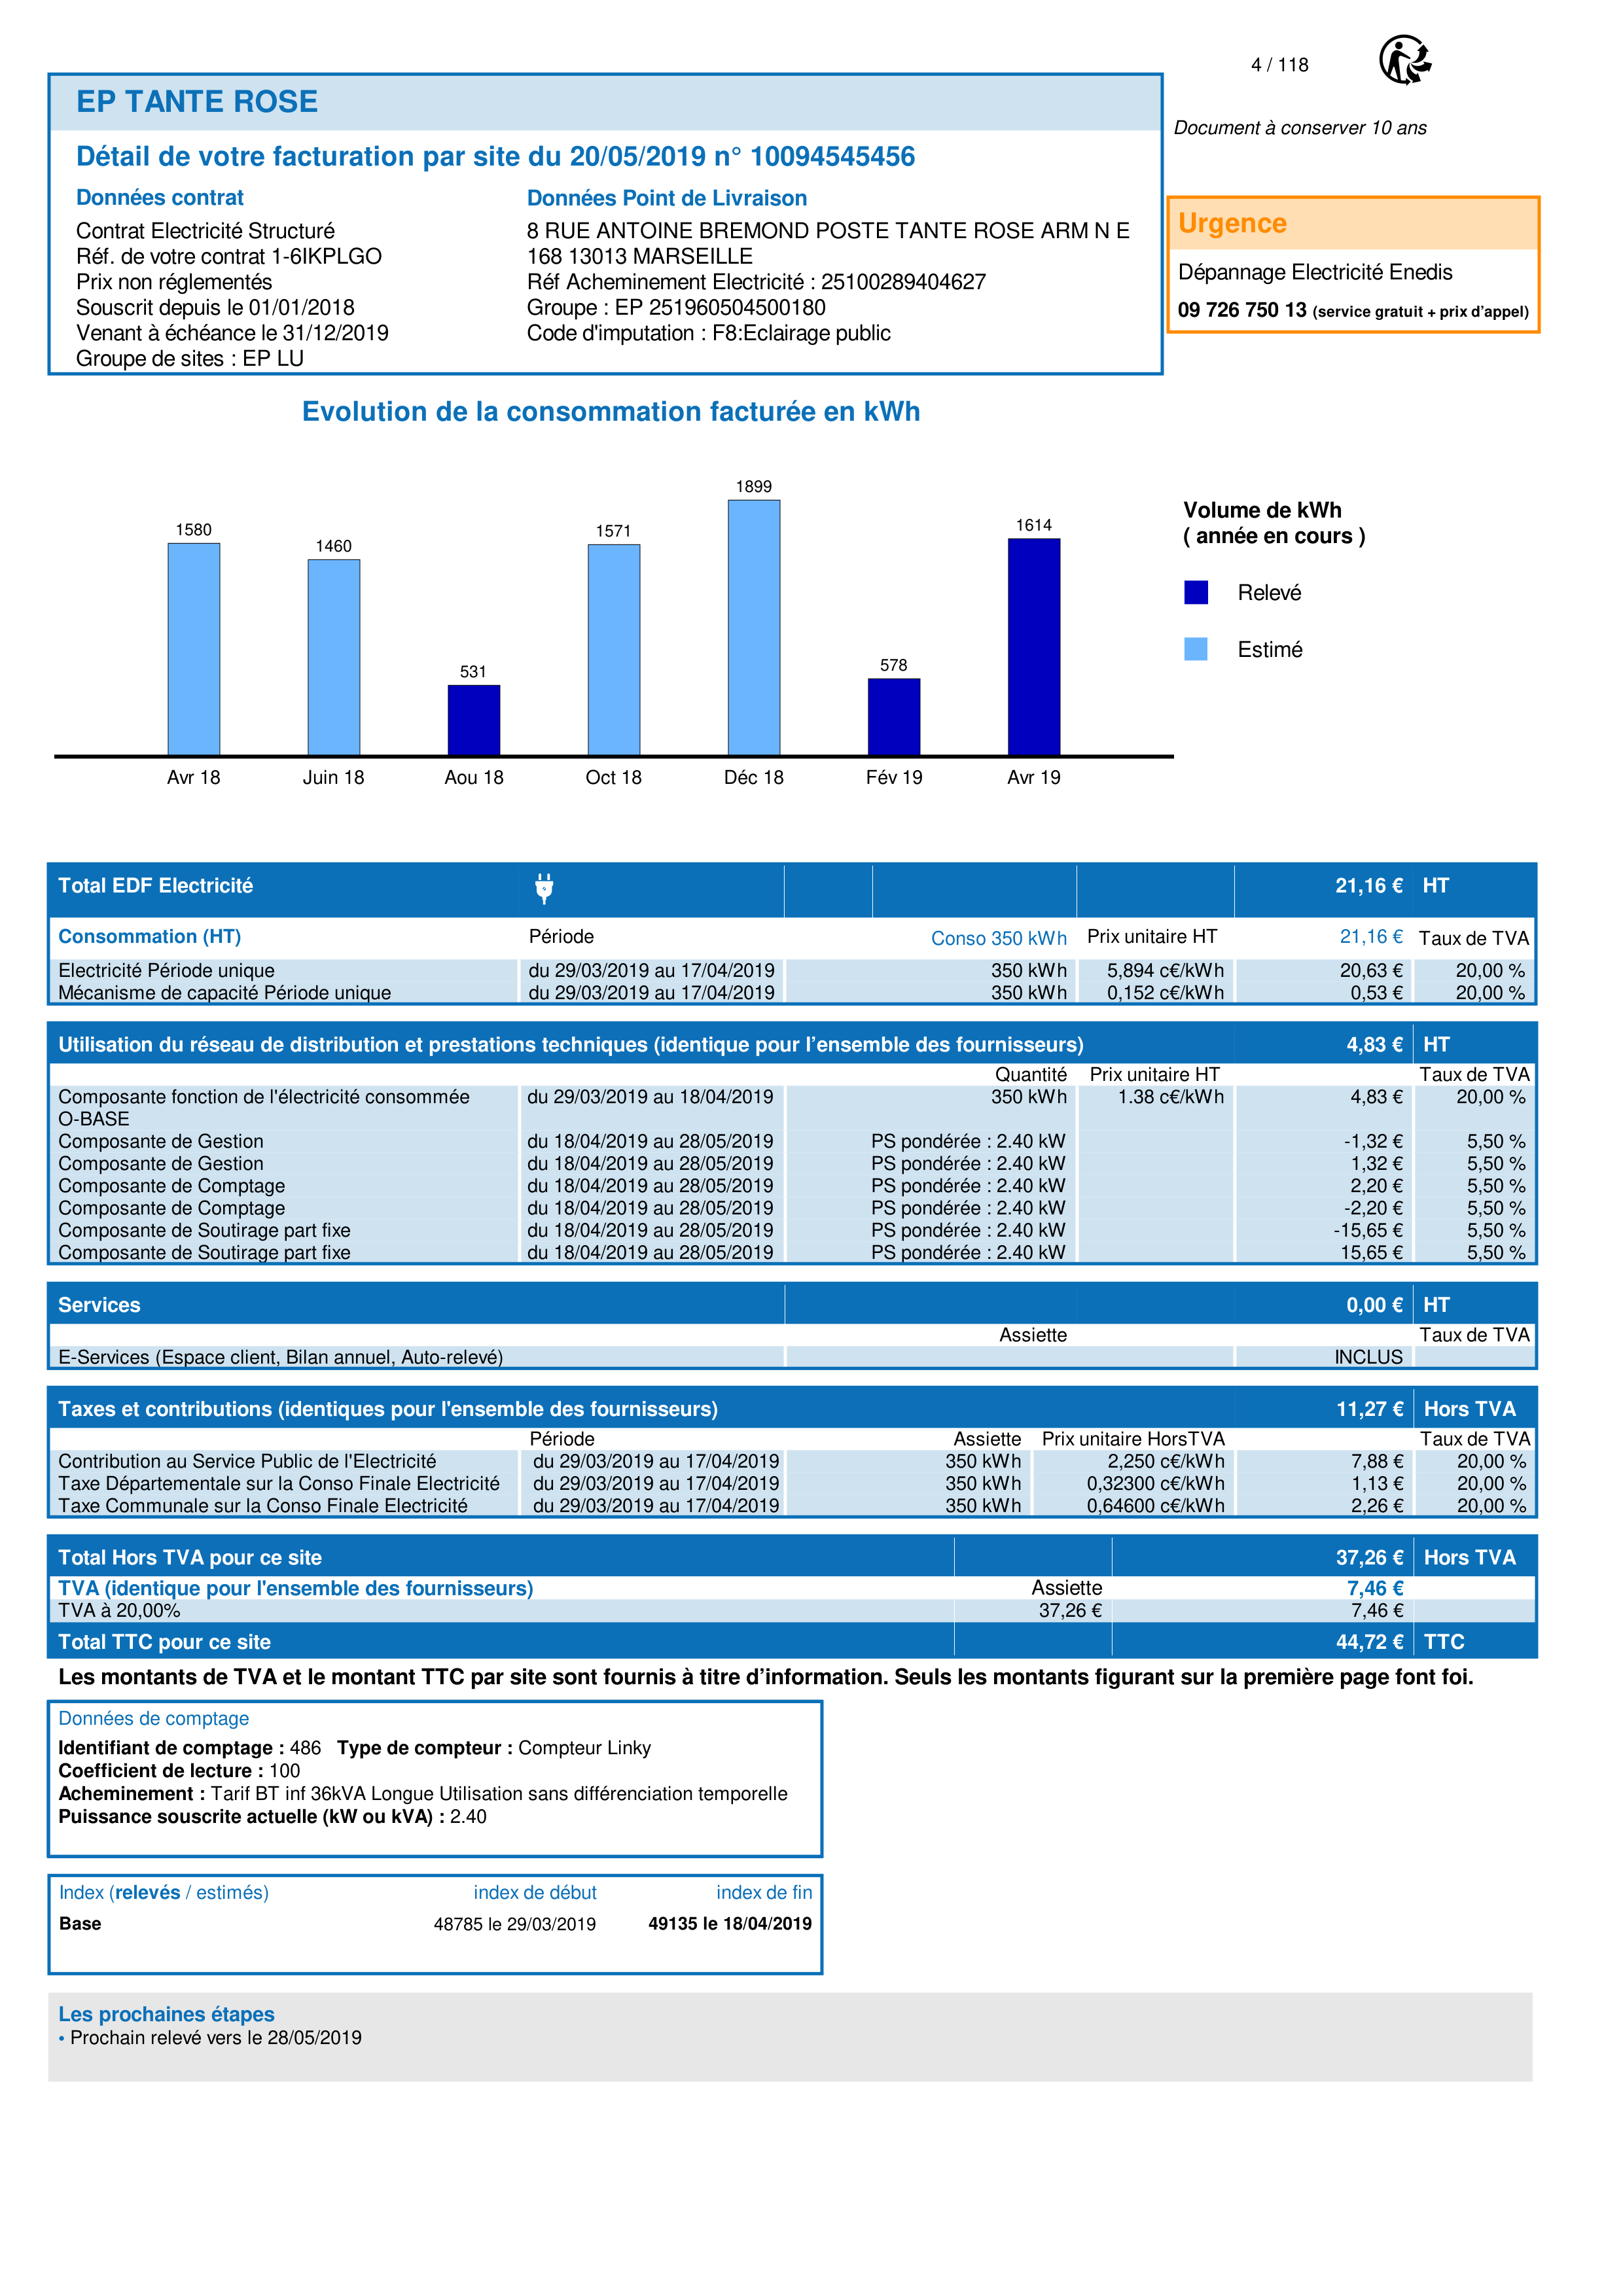 4 / 118
EP TANTE ROSE
Document à conserver 10 ans
Détail de votre facturation par site du 20/05/2019 n° 10094545456
Données contrat
Contrat Electricité Structuré
Réf. de votre contrat 1-6IKPLGO
Prix non réglementés
Souscrit depuis le 01/01/2018
Venant à échéance le 31/12/2019
Groupe de sites : EP LU
Données Point de Livraison
8 RUE ANTOINE BREMOND POSTE TANTE ROSE ARM N E
168 13013 MARSEILLE
Réf Acheminement Electricité : 25100289404627
Groupe : EP 251960504500180
Code d'imputation : F8:Eclairage public
Urgence
Dépannage Electricité Enedis
09 726 750 13 (service gratuit + prix d’appel)
Evolution de la consommation facturée en kWh
1580 1460 531 1571 1899 578 1614
Avr 18 Juin 18 Aou 18 Oct 18 Déc 18 Fév 19 Avr 19
Volume de kWh
( année en cours )
Relevé
Estimé
Total EDF Electricité 21,16 € HT
Consommation (HT) Période Conso 350 kWh Prix unitaire HT 21,16 € Taux de TVA
Electricité Période unique du 29/03/2019 au 17/04/2019 350 kWh 5,894 c€/kWh 20,63 € 20,00 %
Mécanisme de capacité Période unique du 29/03/2019 au 17/04/2019 350 kWh 0,152 c€/kWh 0,53 € 20,00 %
Utilisation du réseau de distribution et prestations techniques (identique pour l’ensemble des fournisseurs) 4,83 € HT
Quantité Prix unitaire HT Taux de TVA
Composante fonction de l'électricité consommée du 29/03/2019 au 18/04/2019 350 kWh 1.38 c€/kWh 4,83 € 20,00 %
O-BASE
Composante de Gestion du 18/04/2019 au 28/05/2019 PS pondérée : 2.40 kW -1,32 € 5,50 %
Composante de Gestion du 18/04/2019 au 28/05/2019 PS pondérée : 2.40 kW 1,32 € 5,50 %
Composante de Comptage du 18/04/2019 au 28/05/2019 PS pondérée : 2.40 kW 2,20 € 5,50 %
Composante de Comptage du 18/04/2019 au 28/05/2019 PS pondérée : 2.40 kW -2,20 € 5,50 %
Composante de Soutirage part fixe du 18/04/2019 au 28/05/2019 PS pondérée : 2.40 kW -15,65 € 5,50 %
Composante de Soutirage part fixe du 18/04/2019 au 28/05/2019 PS pondérée : 2.40 kW 15,65 € 5,50 %
Services 0,00 € HT
Assiette Taux de TVA
E-Services (Espace client, Bilan annuel, Auto-relevé) INCLUS
Taxes et contributions (identiques pour l'ensemble des fournisseurs) 11,27 € Hors TVA
Période Assiette Prix unitaire HorsTVA Taux de TVA
Contribution au Service Public de l'Electricité du 29/03/2019 au 17/04/2019 350 kWh 2,250 c€/kWh 7,88 € 20,00 %
Taxe Départementale sur la Conso Finale Electricité du 29/03/2019 au 17/04/2019 350 kWh 0,32300 c€/kWh 1,13 € 20,00 %
Taxe Communale sur la Conso Finale Electricité du 29/03/2019 au 17/04/2019 350 kWh 0,64600 c€/kWh 2,26 € 20,00 %
Total Hors TVA pour ce site 37,26 € Hors TVA
TVA (identique pour l'ensemble des fournisseurs) Assiette 7,46 €
TVA à 20,00% 37,26 € 7,46 €
Total TTC pour ce site 44,72 € TTC
Les montants de TVA et le montant TTC par site sont fournis à titre d’information. Seuls les montants figurant sur la première page font foi.
Données de comptage
Identifiant de comptage : 486 Type de compteur : Compteur Linky
Coefficient de lecture : 100
Acheminement : Tarif BT inf 36kVA Longue Utilisation sans différenciation temporelle
Puissance souscrite actuelle (kW ou kVA) : 2.40
Index (relevés / estimés) index de début index de fin
Base 48785 le 29/03/2019 49135 le 18/04/2019
Les prochaines étapes
• Prochain relevé vers le 28/05/2019